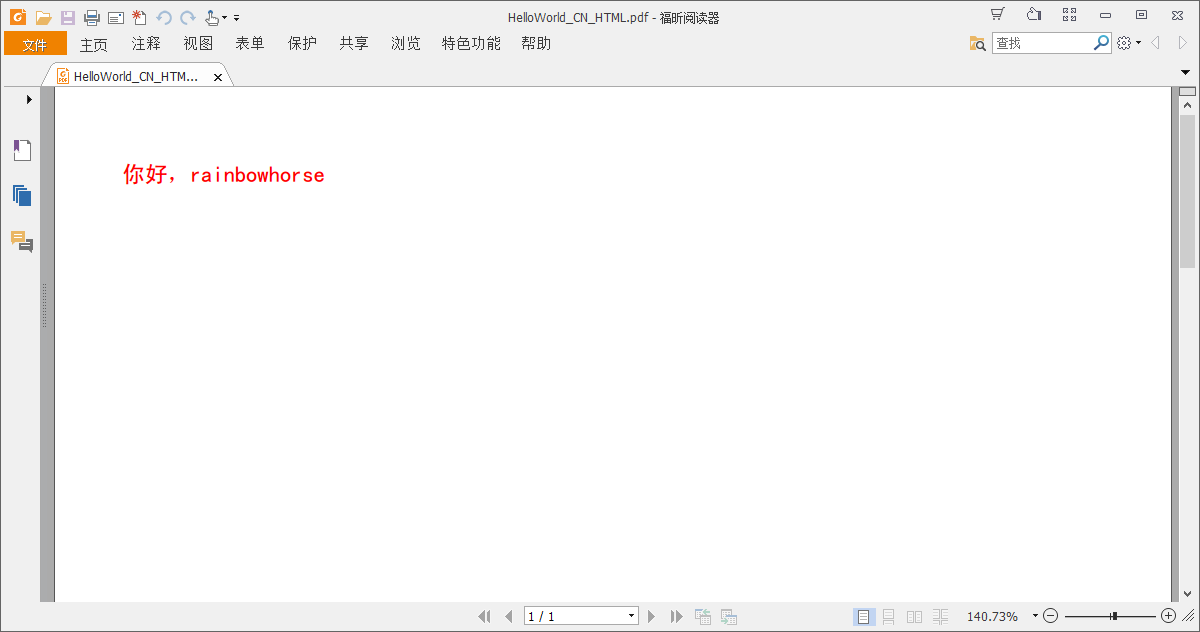 HelloWorld_CN_HTML.pdf - 福昕阅读器
文件 主页 注释 视图 表单 保护 共享 浏览 特色功能 帮助 查找
HelloWorld_CN_HTM...
你好，rainbowhorse
1 / 1 140.73%